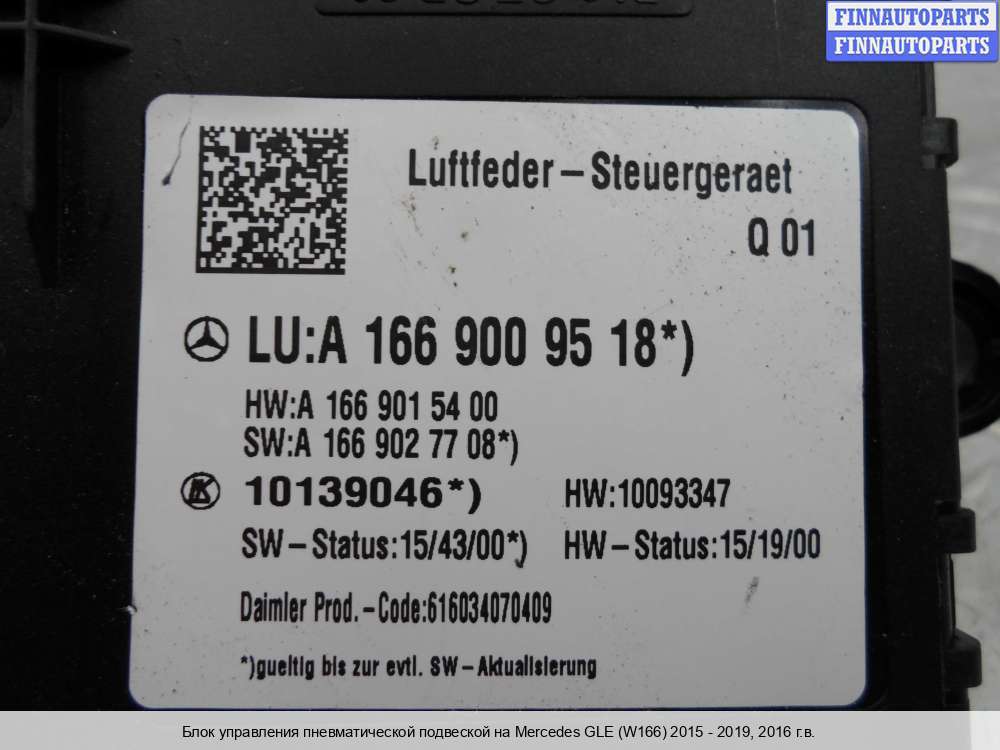 FINNAUTOPARTS
FINNAUTOPARTS
Luftfeder-Steuergeraet
Q 01
LU:A 166 900 95 18*)
HW:A 166 901 54 00
SW:A 166 902 77 08*)
10139046*) HW:10093347
SW-Status:15/43/00*) HW-Status:15/19/00
Daimler Prod.-Code:616034070409
*)gueltig bis zur evtl. SW-Aktualisierung
Блок управления пневматической подвеской на Mercedes GLE (W166) 2015 - 2019, 2016 г.в.